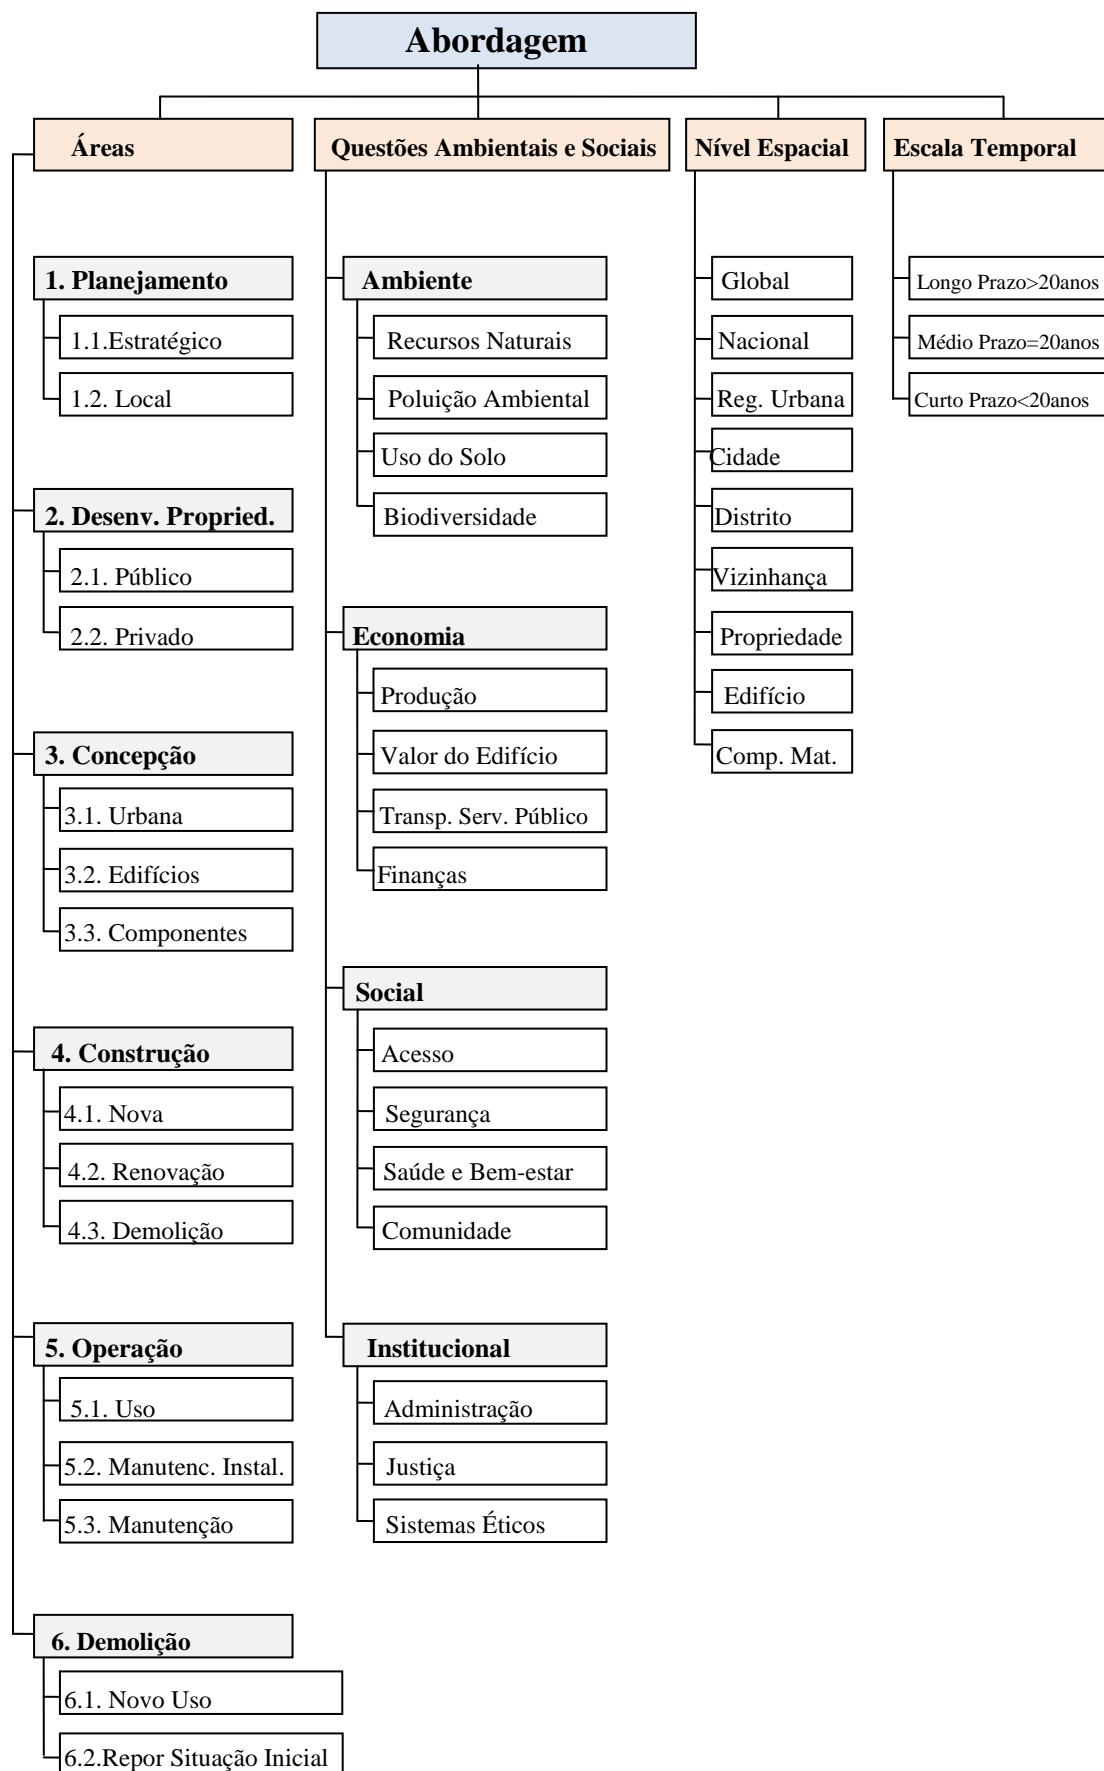 Abordagem
Áreas
Questões Ambientais e Sociais
Nível Espacial
Escala Temporal
1. Planejamento
1.1.Estratégico
1.2. Local
2. Desenv. Propried.
2.1. Público
2.2. Privado
3. Concepção
3.1. Urbana
3.2. Edifícios
3.3. Componentes
4. Construção
4.1. Nova
4.2. Renovação
4.3. Demolição
5. Operação
5.1. Uso
5.2. Manutenc. Instal.
5.3. Manutenção
6. Demolição
6.1. Novo Uso
6.2.Repor Situação Inicial
Ambiente
Recursos Naturais
Poluição Ambiental
Uso do Solo
Biodiversidade
Economia
Produção
Valor do Edifício
Transp. Serv. Público
Finanças
Social
Acesso
Segurança
Saúde e Bem-estar
Comunidade
Institucional
Administração
Justiça
Sistemas Éticos
Global
Nacional
Reg. Urbana
Cidade
Distrito
Vizinhança
Propriedade
Edifício
Comp. Mat.
Longo Prazo>20anos
Médio Prazo=20anos
Curto Prazo<20anos